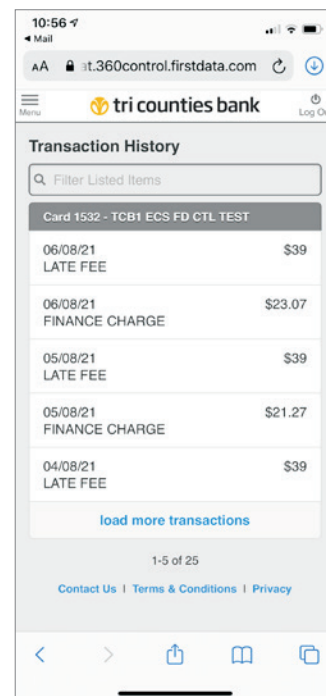 10:56
Mail
AA 3t.360control.firstdata.com
Menu tri counties bank Log O
Transaction History
Filter Listed Items
Card 1532 - TCB1 ECS FD CTL TEST
06/08/21 $39
LATE FEE
06/08/21 $23.07
FINANCE CHARGE
05/08/21 $39
LATE FEE
05/08/21 $21.27
FINANCE CHARGE
04/08/21 $39
LATE FEE
load more transactions
1-5 of 25
Contact Us | Terms & Conditions | Privacy